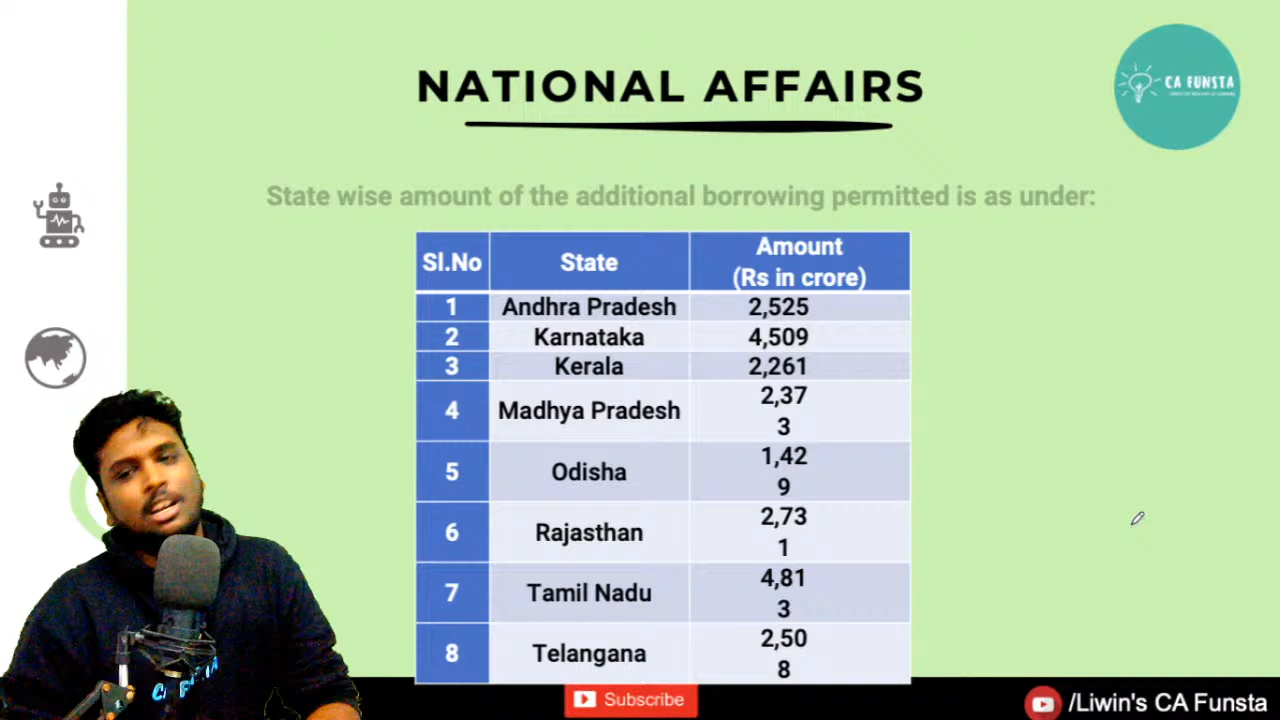 NATIONAL AFFAIRS
CA FUNSTA
State wise amount of the additional borrowing permitted is as under:
Sl.No State Amount
(Rs in crore)
1 Andhra Pradesh 2,525
2 Karnataka 4,509
3 Kerala 2,261
4 Madhya Pradesh 2,37
3
5 Odisha 1,42
9
6 Rajasthan 2,73
1
7 Tamil Nadu 4,81
3
8 Telangana 2,50
8
Subscribe
/Liwin's CA Funsta